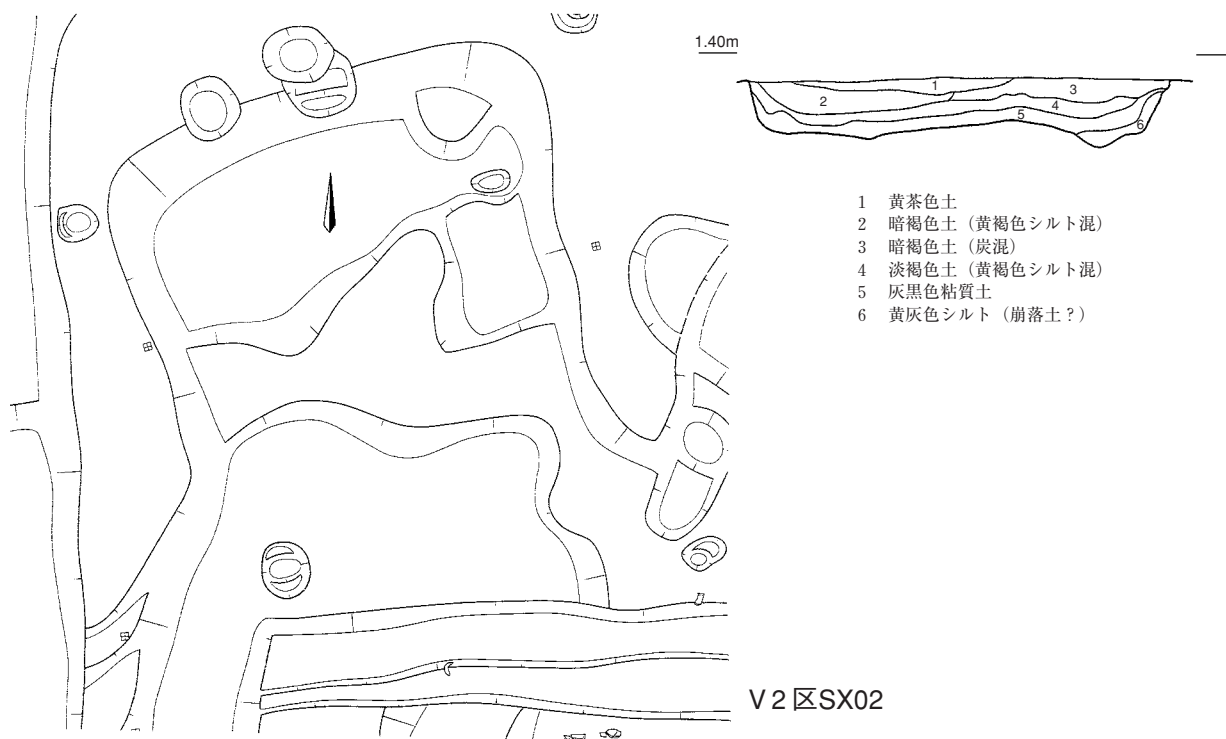 1.40m
1
2
3
4
5
6
1 黄茶色土
2 暗褐色土（黄褐色シルト混）
3 暗褐色土（炭混）
4 淡褐色土（黄褐色シルト混）
5 灰黒色粘質土
6 黄灰色シルト（崩落土？）
V2区SX02